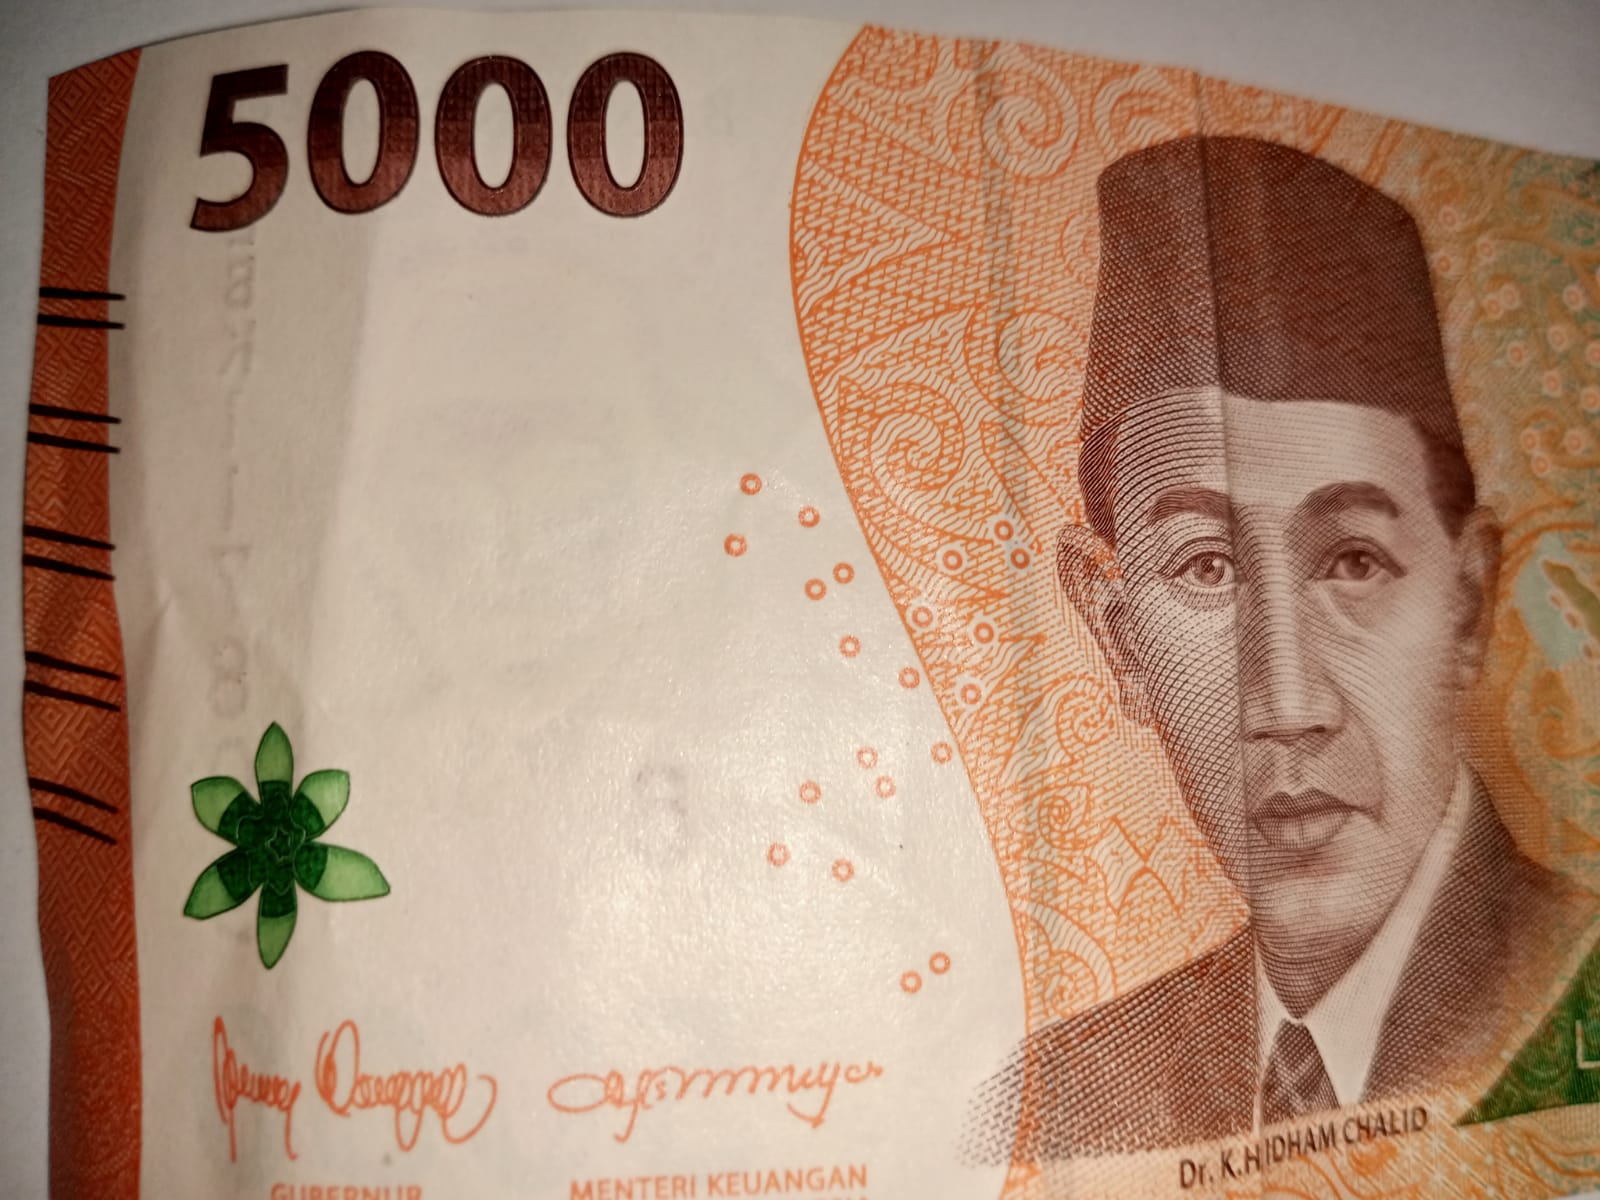 5000
Dr. K.H IDHAM CHALID
GUBERNUR
MENTERI KEUANGAN